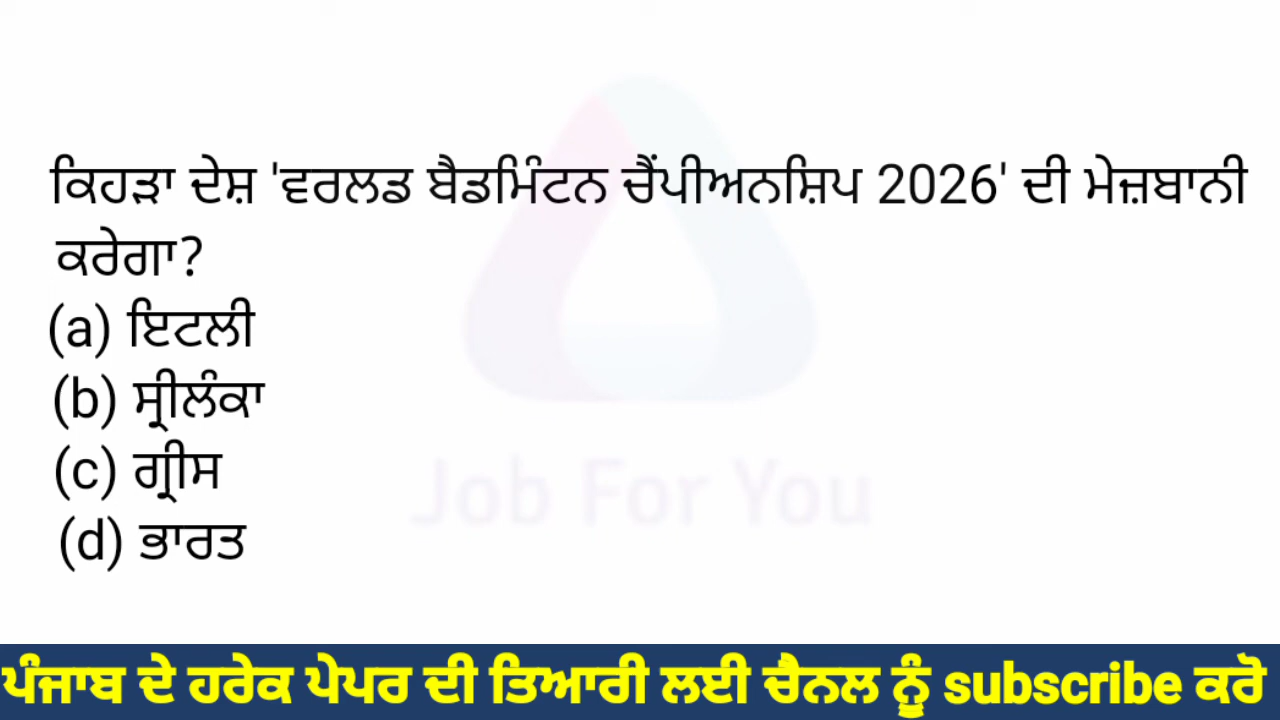 ਕਿਹੜਾ ਦੇਸ਼ 'ਵਰਲਡ ਬੈਡਮਿੰਟਨ ਚੈਂਪੀਅਨਸ਼ਿਪ 2026' ਦੀ ਮੇਜ਼ਬਾਨੀ
ਕਰੇਗਾ?
(a) ਇਟਲੀ
(b) ਸ੍ਰੀਲੰਕਾ
(c) ਗ੍ਰੀਸ
Job For You
(d) ਭਾਰਤ
ਪੰਜਾਬ ਦੇ ਹਰੇਕ ਪੇਪਰ ਦੀ ਤਿਆਰੀ ਲਈ ਚੈਨਲ ਨੂੰ subscribe ਕਰੋ